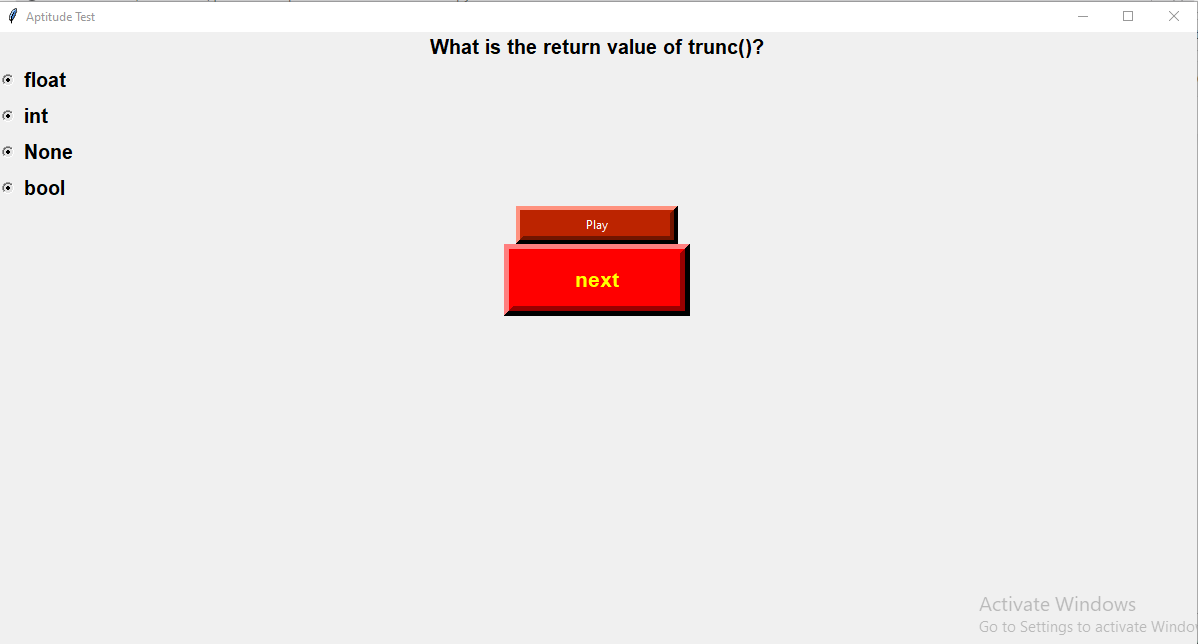 Aptitude Test
What is the return value of trunc()?
float
int
None
bool
Play
next
Activate Windows
Go to Settings to activate